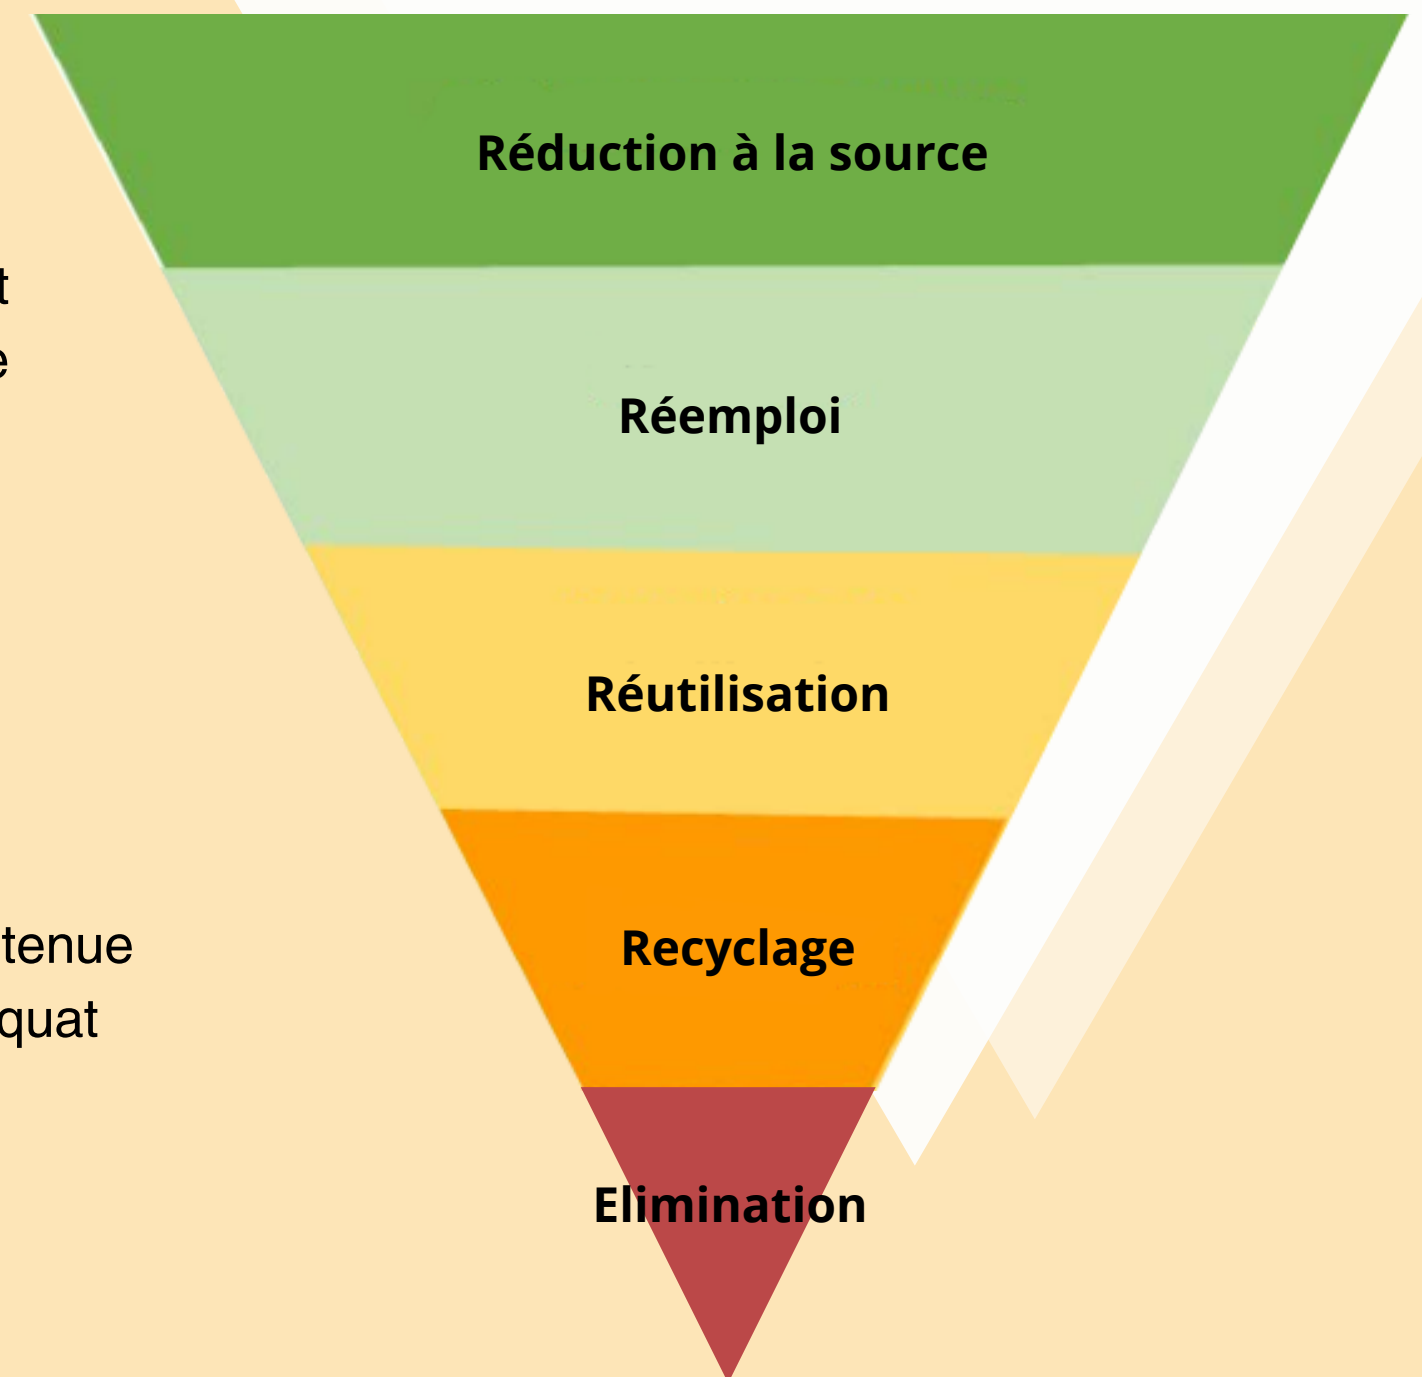 Réduction à la source
t
e
Réemploi
Réutilisation
tenue
Recyclage
quat
Elimination